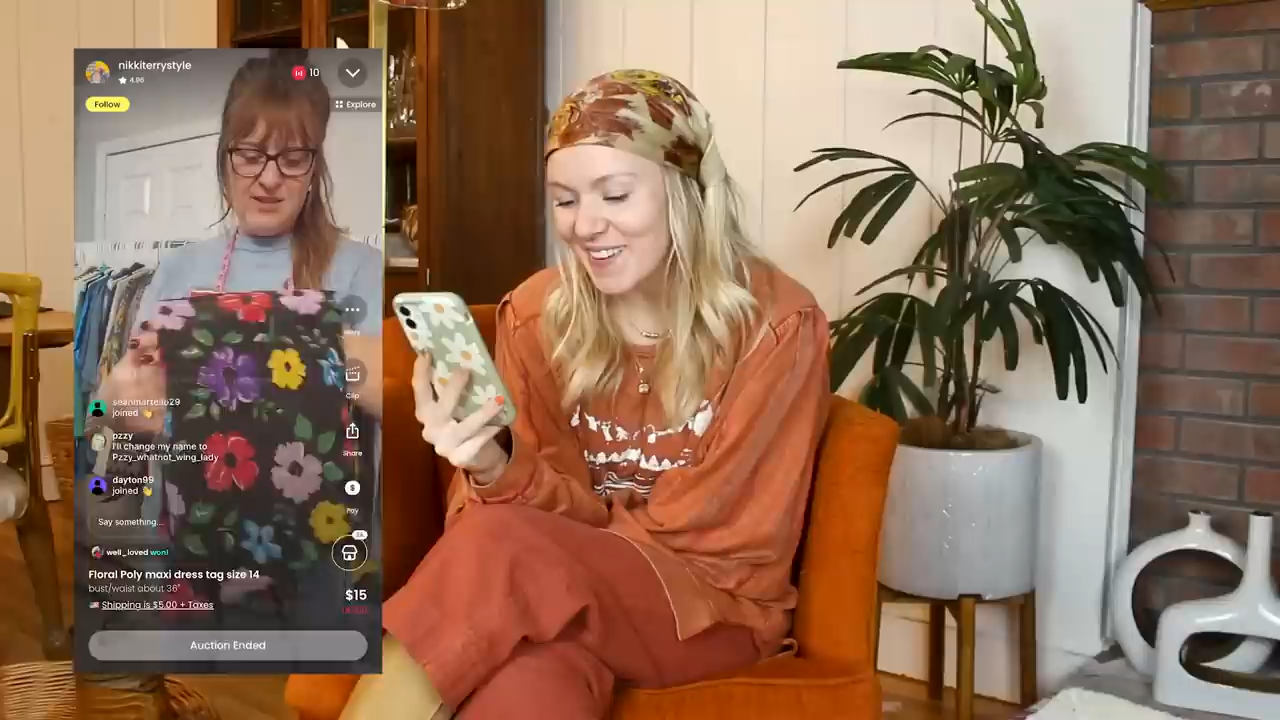 nikkiterrystyle
10
4.96
Follow
Explore
seanmartello29
joined 👋
Clip
pzzy
I'll change my name to
Pzzy_whatnot_wing_lady
Share
dayton99
joined 👋
Pay
Say something...
well_loved won!
Floral Poly maxi dress tag size 14
bust/waist about 36"
$15
Shipping is $5.00 + Taxes
Auction Ended